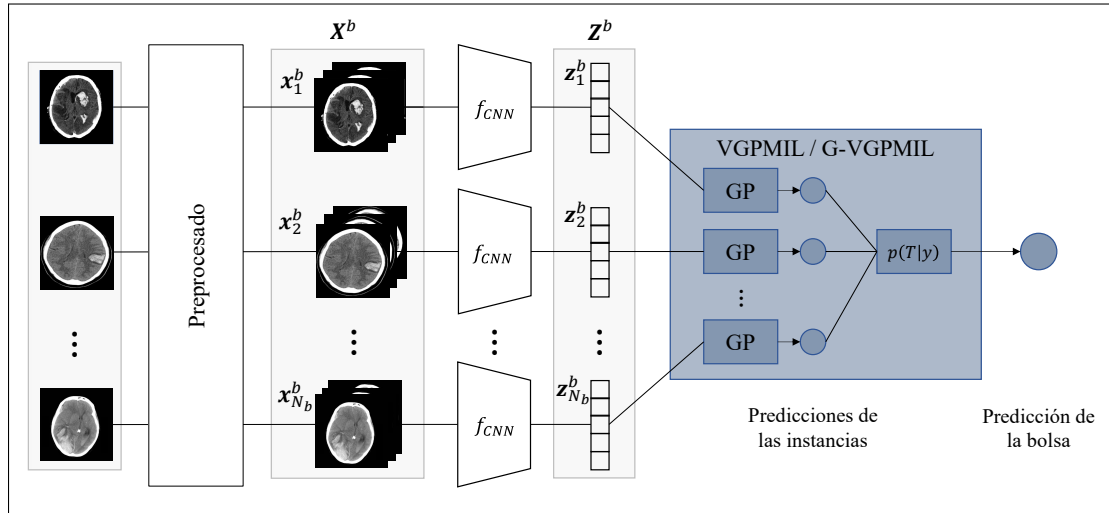 X^b
Z^b
Preprocesado
x_1^b
f_CNN
z_1^b
x_2^b
f_CNN
z_2^b
⋮
⋮
⋮
⋮
x_{N_b}^b
f_CNN
z_{N_b}^b
VGPMIL / G-VGPMIL
GP
GP
p(T|y)
⋮
GP
Predicciones de
las instancias
Predicción de
la bolsa